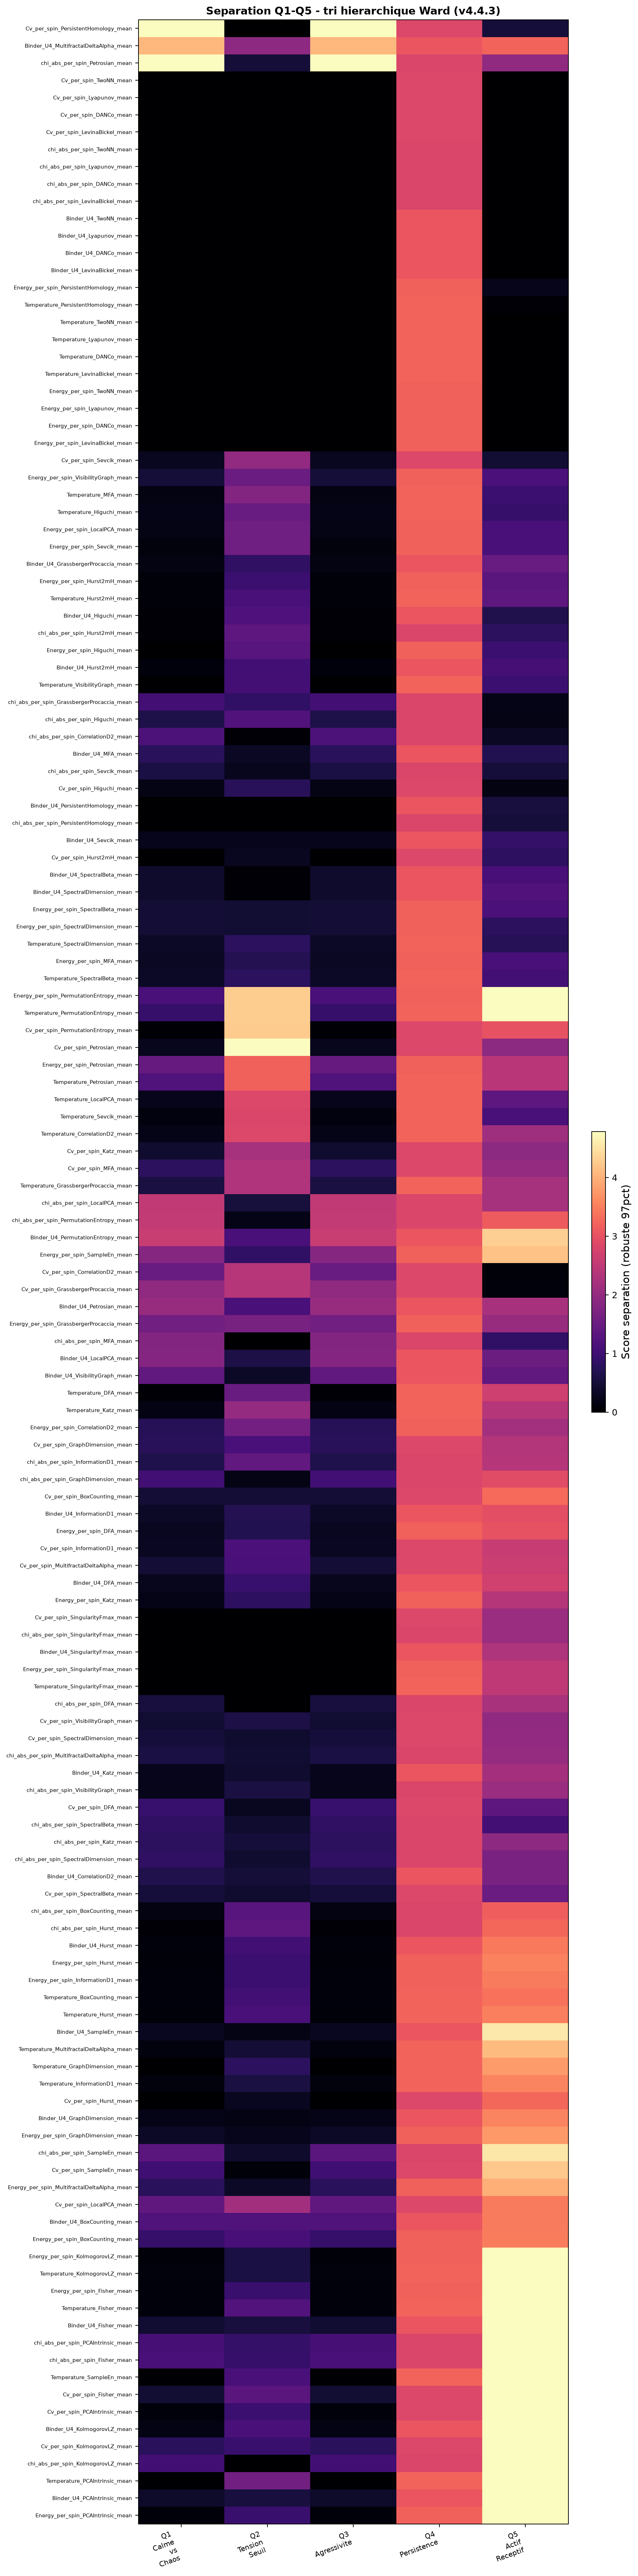 Separation Q1-Q5 - tri hierarchique Ward (v4.4.3)
Cv_per_spin_PersistentHomology_mean
Binder_U4_MultifractalDeltaAlpha_mean
chi_abs_per_spin_Petrosian_mean
Cv_per_spin_TwoNN_mean
Cv_per_spin_Lyapunov_mean
Cv_per_spin_DANCo_mean
Cv_per_spin_LevinaBickel_mean
chi_abs_per_spin_TwoNN_mean
chi_abs_per_spin_Lyapunov_mean
chi_abs_per_spin_DANCo_mean
chi_abs_per_spin_LevinaBickel_mean
Binder_U4_TwoNN_mean
Binder_U4_Lyapunov_mean
Binder_U4_DANCo_mean
Binder_U4_LevinaBickel_mean
Energy_per_spin_PersistentHomology_mean
Temperature_PersistentHomology_mean
Temperature_TwoNN_mean
Temperature_Lyapunov_mean
Temperature_DANCo_mean
Temperature_LevinaBickel_mean
Energy_per_spin_TwoNN_mean
Energy_per_spin_Lyapunov_mean
Energy_per_spin_DANCo_mean
Energy_per_spin_LevinaBickel_mean
Cv_per_spin_Sevcik_mean
Energy_per_spin_VisibilityGraph_mean
Temperature_MFA_mean
Temperature_Higuchi_mean
Energy_per_spin_LocalPCA_mean
Energy_per_spin_Sevcik_mean
Binder_U4_GrassbergerProcaccia_mean
Energy_per_spin_Hurst2mH_mean
Temperature_Hurst2mH_mean
Binder_U4_Higuchi_mean
chi_abs_per_spin_Hurst2mH_mean
Energy_per_spin_Higuchi_mean
Binder_U4_Hurst2mH_mean
Temperature_VisibilityGraph_mean
chi_abs_per_spin_GrassbergerProcaccia_mean
chi_abs_per_spin_Higuchi_mean
chi_abs_per_spin_CorrelationD2_mean
Binder_U4_MFA_mean
chi_abs_per_spin_Sevcik_mean
Cv_per_spin_Higuchi_mean
Binder_U4_PersistentHomology_mean
chi_abs_per_spin_PersistentHomology_mean
Binder_U4_Sevcik_mean
Cv_per_spin_Hurst2mH_mean
Binder_U4_SpectralBeta_mean
Binder_U4_SpectralDimension_mean
Energy_per_spin_SpectralBeta_mean
Energy_per_spin_SpectralDimension_mean
Temperature_SpectralDimension_mean
Energy_per_spin_MFA_mean
Temperature_SpectralBeta_mean
Energy_per_spin_PermutationEntropy_mean
Temperature_PermutationEntropy_mean
Cv_per_spin_PermutationEntropy_mean
Cv_per_spin_Petrosian_mean
Energy_per_spin_Petrosian_mean
Temperature_Petrosian_mean
Temperature_LocalPCA_mean
Temperature_Sevcik_mean
Temperature_CorrelationD2_mean
Cv_per_spin_Katz_mean
Cv_per_spin_MFA_mean
Temperature_GrassbergerProcaccia_mean
chi_abs_per_spin_LocalPCA_mean
chi_abs_per_spin_PermutationEntropy_mean
Binder_U4_PermutationEntropy_mean
Energy_per_spin_SampleEn_mean
Cv_per_spin_CorrelationD2_mean
Cv_per_spin_GrassbergerProcaccia_mean
Binder_U4_Petrosian_mean
Energy_per_spin_GrassbergerProcaccia_mean
chi_abs_per_spin_MFA_mean
Binder_U4_LocalPCA_mean
Binder_U4_VisibilityGraph_mean
Temperature_DFA_mean
Temperature_Katz_mean
Energy_per_spin_CorrelationD2_mean
Cv_per_spin_GraphDimension_mean
chi_abs_per_spin_InformationD1_mean
chi_abs_per_spin_GraphDimension_mean
Cv_per_spin_BoxCounting_mean
Binder_U4_InformationD1_mean
Energy_per_spin_DFA_mean
Cv_per_spin_InformationD1_mean
Cv_per_spin_MultifractalDeltaAlpha_mean
Binder_U4_DFA_mean
Energy_per_spin_Katz_mean
Cv_per_spin_SingularityFmax_mean
chi_abs_per_spin_SingularityFmax_mean
Binder_U4_SingularityFmax_mean
Energy_per_spin_SingularityFmax_mean
Temperature_SingularityFmax_mean
chi_abs_per_spin_DFA_mean
Cv_per_spin_VisibilityGraph_mean
Cv_per_spin_SpectralDimension_mean
chi_abs_per_spin_MultifractalDeltaAlpha_mean
Binder_U4_Katz_mean
chi_abs_per_spin_VisibilityGraph_mean
Cv_per_spin_DFA_mean
chi_abs_per_spin_SpectralBeta_mean
chi_abs_per_spin_Katz_mean
chi_abs_per_spin_SpectralDimension_mean
Binder_U4_CorrelationD2_mean
Cv_per_spin_SpectralBeta_mean
chi_abs_per_spin_BoxCounting_mean
chi_abs_per_spin_Hurst_mean
Binder_U4_Hurst_mean
Energy_per_spin_Hurst_mean
Energy_per_spin_InformationD1_mean
Temperature_BoxCounting_mean
Temperature_Hurst_mean
Binder_U4_SampleEn_mean
Temperature_MultifractalDeltaAlpha_mean
Temperature_GraphDimension_mean
Temperature_InformationD1_mean
Cv_per_spin_Hurst_mean
Binder_U4_GraphDimension_mean
Energy_per_spin_GraphDimension_mean
chi_abs_per_spin_SampleEn_mean
Cv_per_spin_SampleEn_mean
Energy_per_spin_MultifractalDeltaAlpha_mean
Cv_per_spin_LocalPCA_mean
Binder_U4_BoxCounting_mean
Energy_per_spin_BoxCounting_mean
Energy_per_spin_KolmogorovLZ_mean
Temperature_KolmogorovLZ_mean
Energy_per_spin_Fisher_mean
Temperature_Fisher_mean
Binder_U4_Fisher_mean
chi_abs_per_spin_PCAIntrinsic_mean
chi_abs_per_spin_Fisher_mean
Temperature_SampleEn_mean
Cv_per_spin_Fisher_mean
Cv_per_spin_PCAIntrinsic_mean
Binder_U4_KolmogorovLZ_mean
Cv_per_spin_KolmogorovLZ_mean
chi_abs_per_spin_KolmogorovLZ_mean
Temperature_PCAIntrinsic_mean
Binder_U4_PCAIntrinsic_mean
Energy_per_spin_PCAIntrinsic_mean
Q1
Calme
vs
Chaos
Q2
Tension
Seuil
Q3
Agressivite
Q4
Persistence
Q5
Actif
Receptif
4
3
2
1
0
Score separation (robuste 97pct)